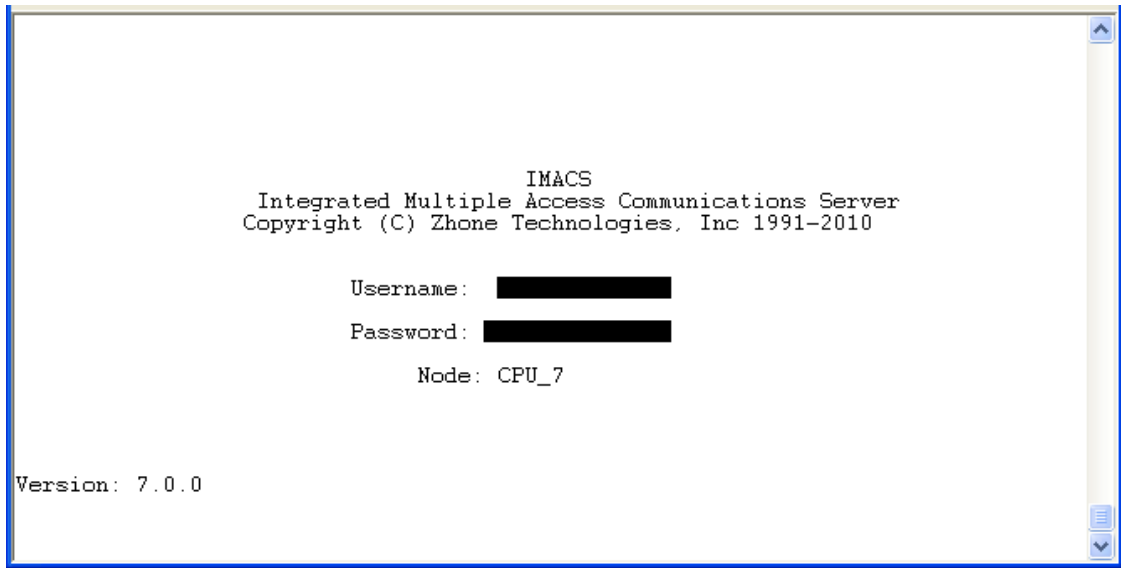 IMACS
Integrated Multiple Access Communications Server
Copyright (C) Zhone Technologies, Inc 1991-2010
Username:
Password:
Node: CPU_7
Version: 7.0.0